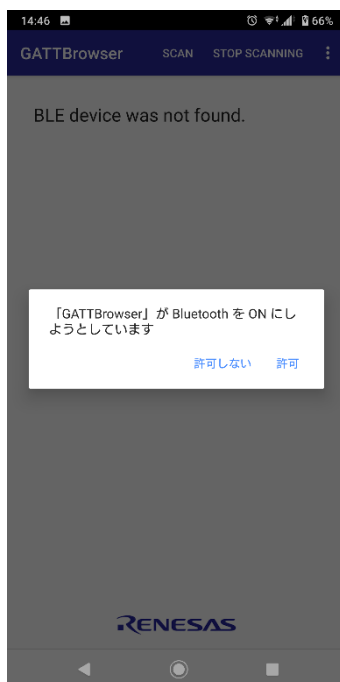 14:46 66%
GATTBrowser SCAN STOP SCANNING
BLE device was not found.
「GATTBrowser」が Bluetooth を ON にし
ようとしています
許可しない 許可
RENESAS